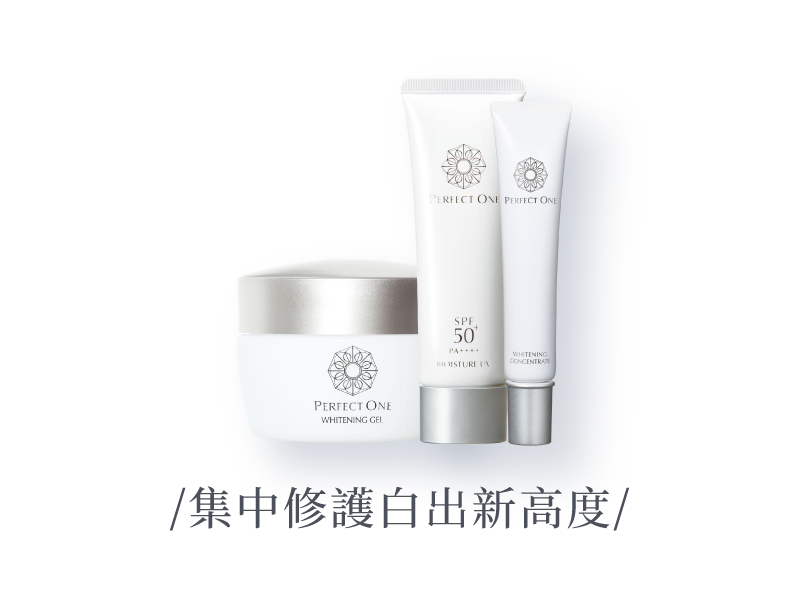 PERFECT ONE
WHITENING GEL
PERFECT ONE
SPF
50+
PA++++
MOISTURE UV
PERFECT ONE
WHITENING
CONCENTRATE
/集中修護白出新高度/